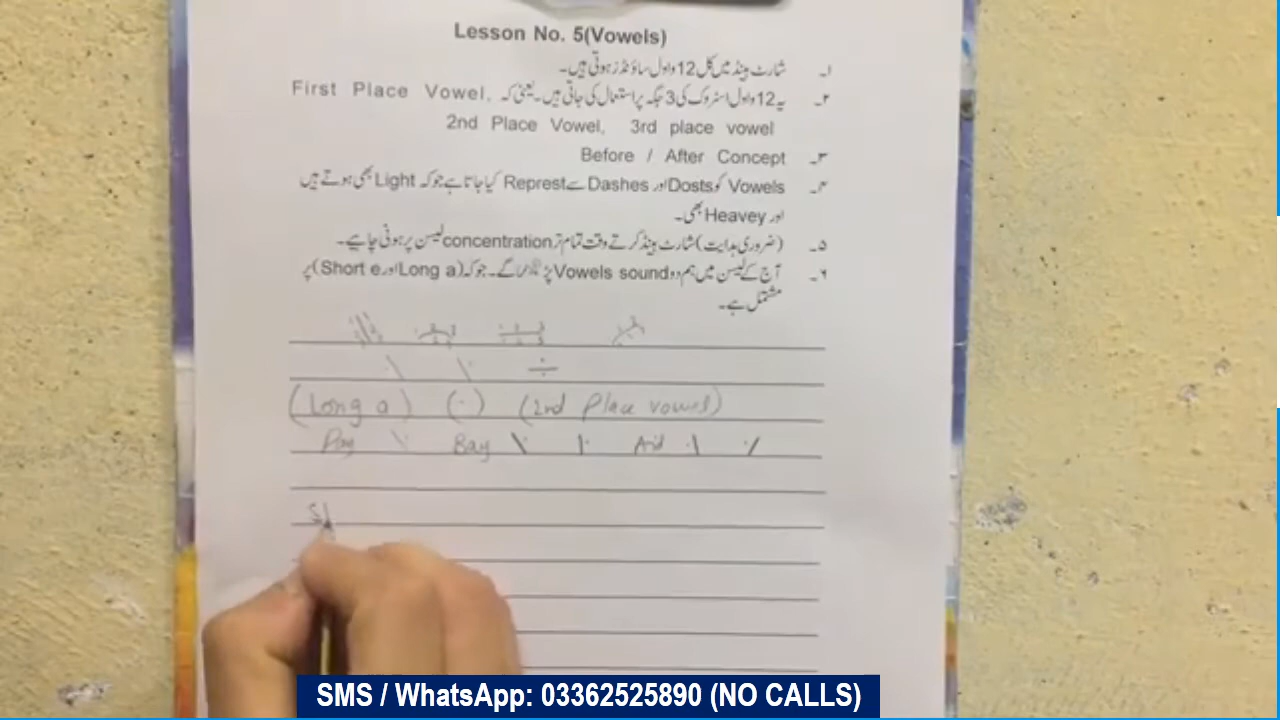 Lesson No. 5(Vowels)
۱۔ شارٹ ہینڈ میں کل 12 واول ساؤنڈز ہوتی ہیں۔
۲۔ یہ 12 واول اسٹروک کی 3 جگہ پر استعمال کی جاتی ہیں۔ یعنی کہ First Place Vowel,
2nd Place Vowel, 3rd place vowel
۳۔ Before / After Concept
۴۔ Vowels کو Dosts اور Dashes سے Represt کیا جاتا ہے جو کہ Light بھی ہوتے ہیں
اور Heavey بھی۔
۵۔ (ضروری ہدایت) شارٹ ہینڈ کرتے وقت تمام تر concentration لیسن پر ہونی چاہیے۔
۶۔ آج کے لیسن میں ہم دو Vowels sound گے۔ جو کہ (Long a اور Short e) پر
مشتمل ہے۔
(Long a) (·) (2nd Place vowel)
Pay Bay Aid
SMS / WhatsApp: 03362525890 (NO CALLS)